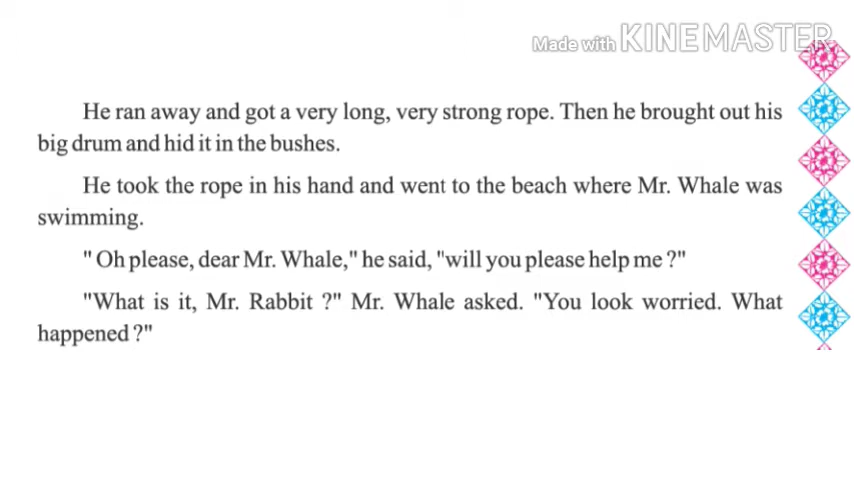 Made with KINEMASTER
He ran away and got a very long, very strong rope. Then he brought out his
big drum and hid it in the bushes.
He took the rope in his hand and went to the beach where Mr. Whale was
swimming.
" Oh please, dear Mr. Whale," he said, "will you please help me ?"
"What is it, Mr. Rabbit ?" Mr. Whale asked. "You look worried. What
happened ?"